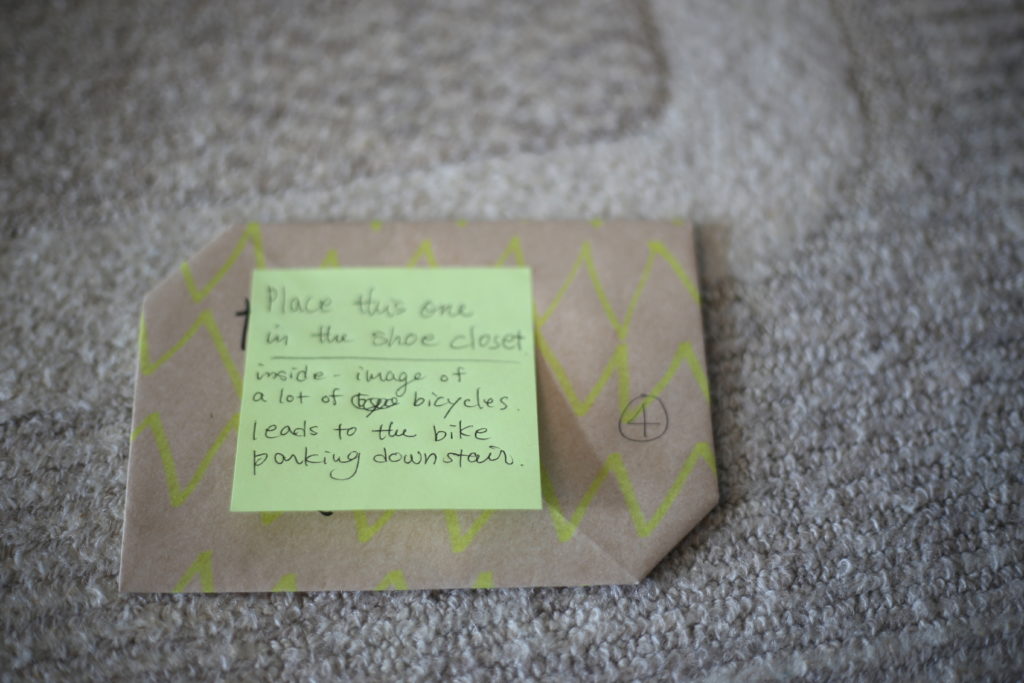 Place this one
in the shoe closet
inside - image of
a lot of bicycles.
leads to the bike
parking downstair.
4